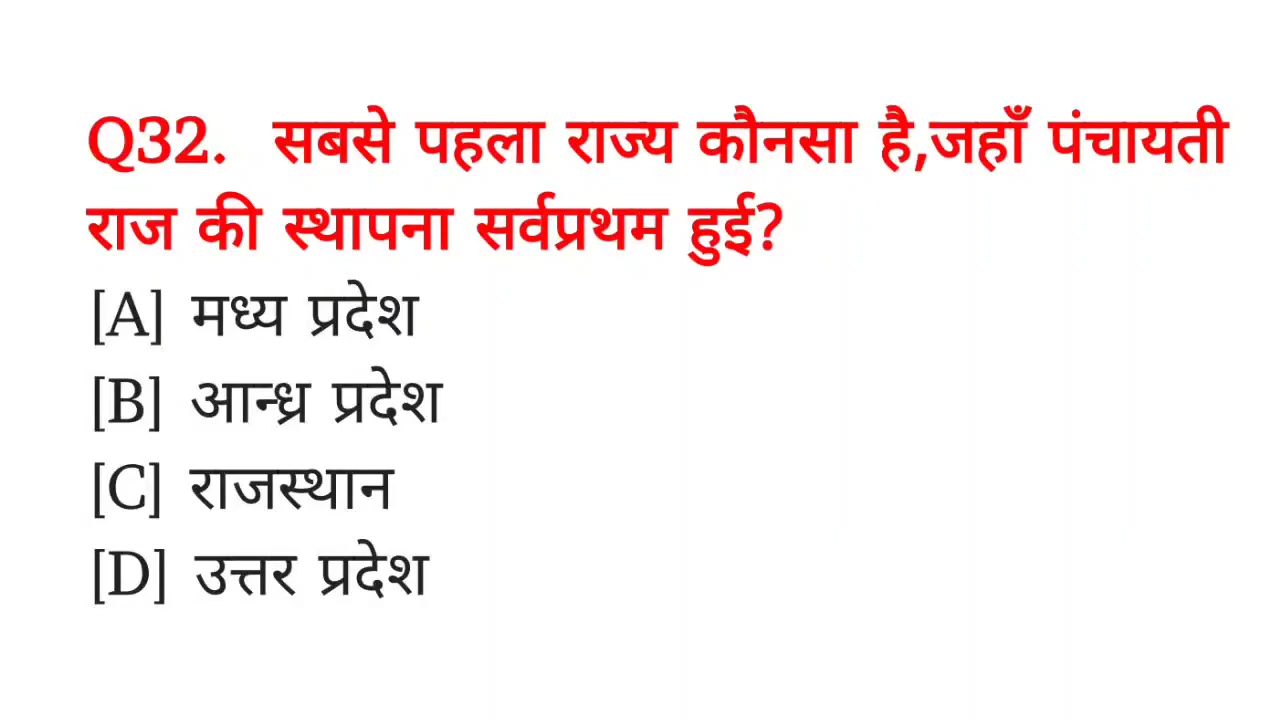 Q32. सबसे पहला राज्य कौनसा है,जहाँ पंचायती
राज की स्थापना सर्वप्रथम हुई?
[A] मध्य प्रदेश
[B] आन्ध्र प्रदेश
[C] राजस्थान
[D] उत्तर प्रदेश